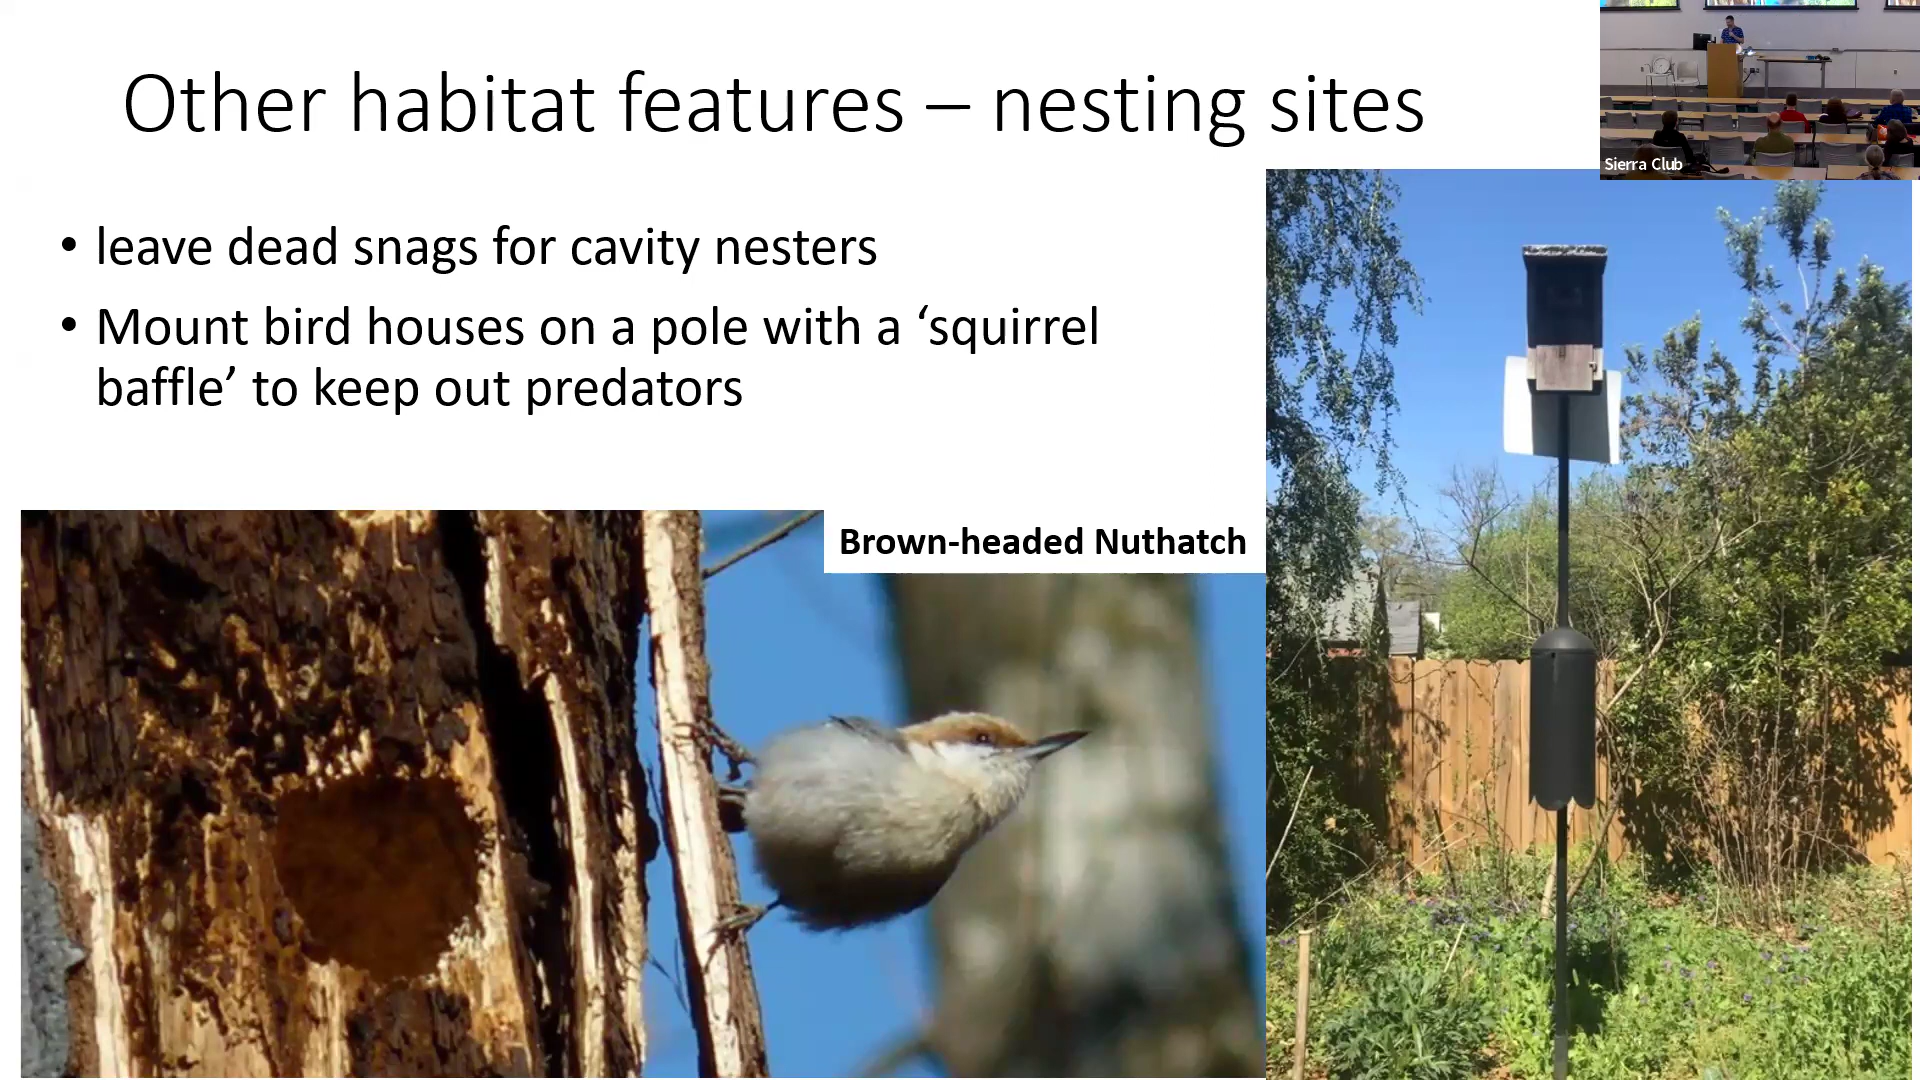 Other habitat features – nesting sites
Sierra Club
• leave dead snags for cavity nesters
• Mount bird houses on a pole with a ‘squirrel
baffle’ to keep out predators
Brown-headed Nuthatch